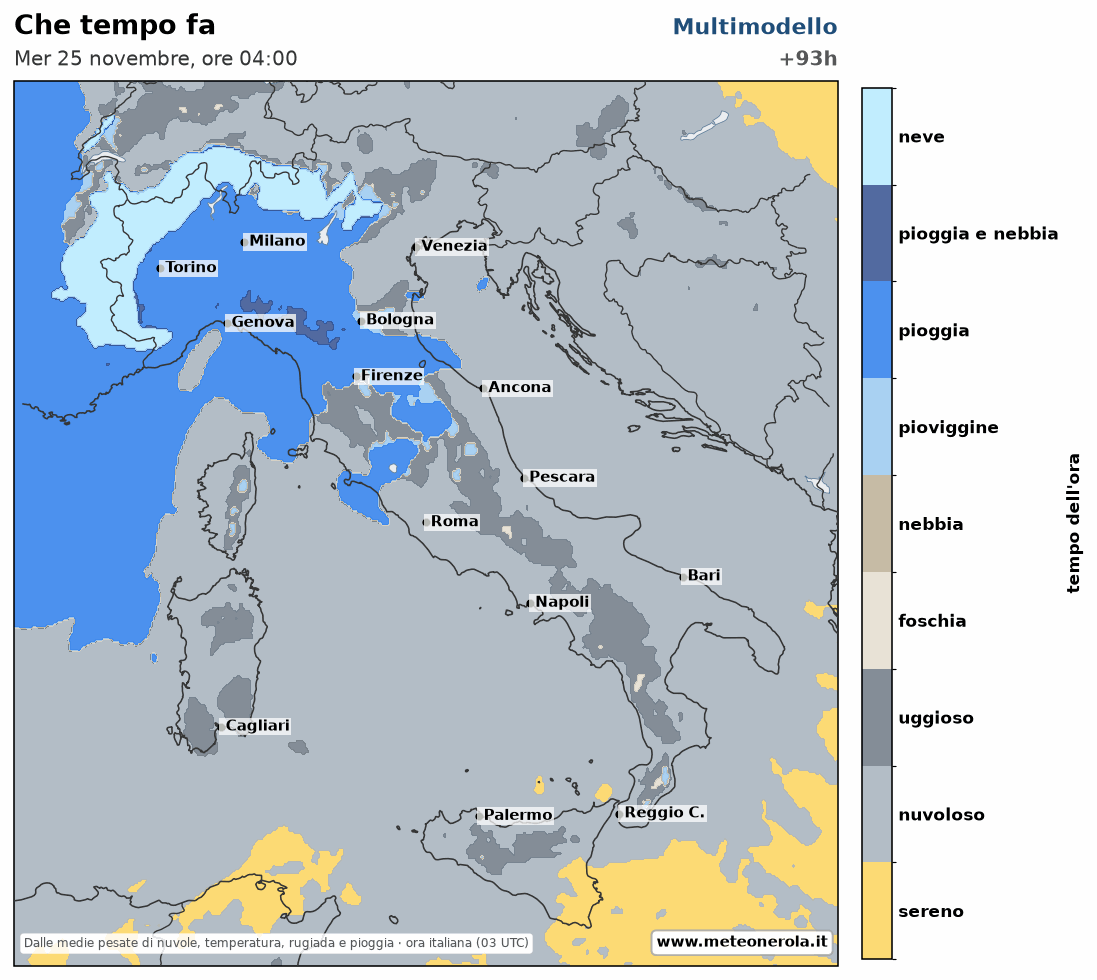 Che tempo fa
Multimodello
Mer 25 novembre, ore 04:00
+93h
neve
pioggia e nebbia
pioggia
pioviggine
nebbia
foschia
uggioso
nuvoloso
sereno
tempo dell'ora
Milano
Venezia
Torino
Genova
Bologna
Firenze
Ancona
Pescara
Roma
Bari
Napoli
Cagliari
Palermo
Reggio C.
Dalle medie pesate di nuvole, temperatura, rugiada e pioggia · ora italiana (03 UTC)
www.meteonerola.it